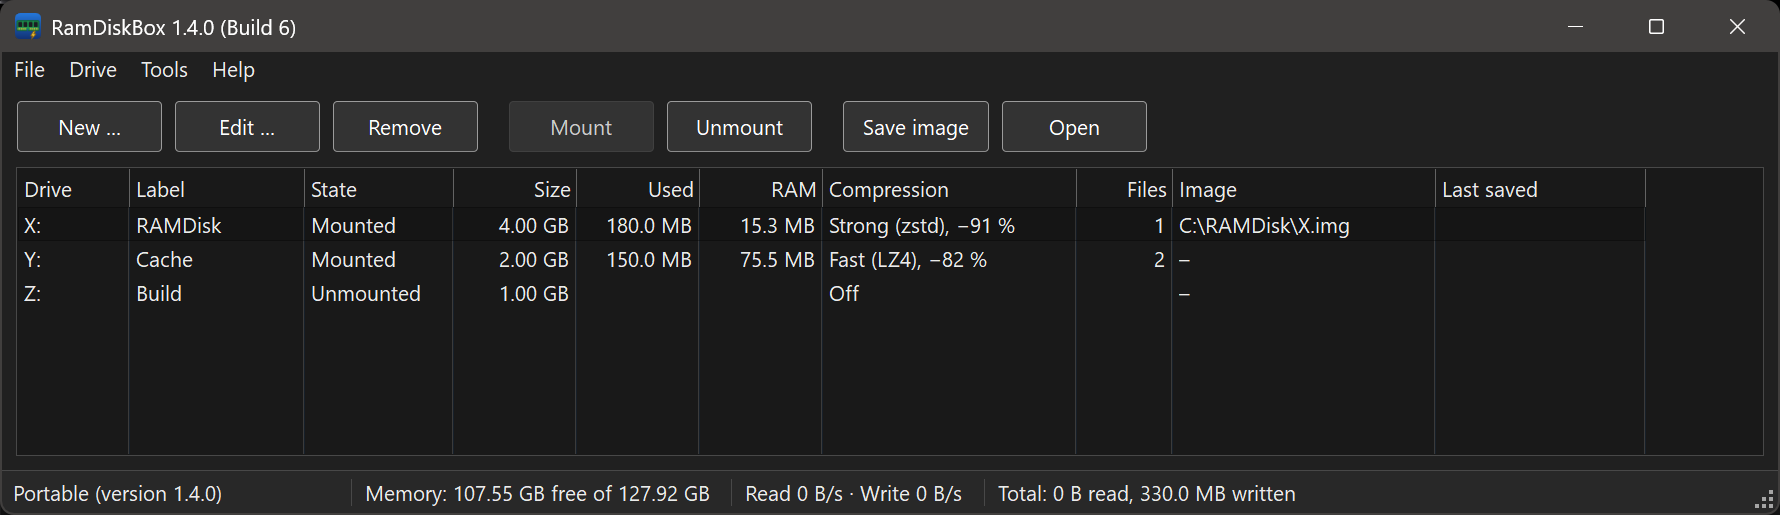 RamDiskBox 1.4.0 (Build 6)
File Drive Tools Help
New ... Edit ... Remove Mount Unmount Save image Open
Drive Label State Size Used RAM Compression Files Image Last saved
X: RAMDisk Mounted 4.00 GB 180.0 MB 15.3 MB Strong (zstd), −91 % 1 C:\RAMDisk\X.img
Y: Cache Mounted 2.00 GB 150.0 MB 75.5 MB Fast (LZ4), −82 % 2 –
Z: Build Unmounted 1.00 GB Off –
Portable (version 1.4.0) Memory: 107.55 GB free of 127.92 GB Read 0 B/s · Write 0 B/s Total: 0 B read, 330.0 MB written